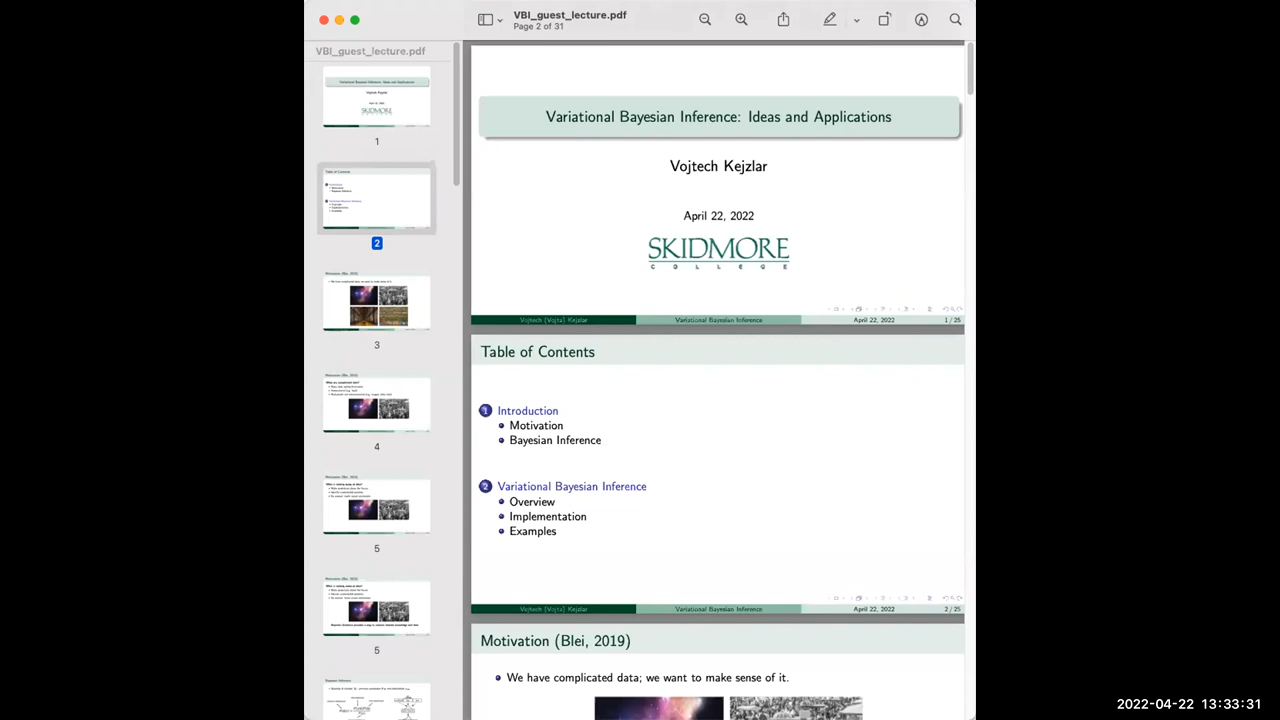 VBI_guest_lecture.pdf
Page 2 of 31
VBI_guest_lecture.pdf
1
2
3
4
5
5
Variational Bayesian Inference: Ideas and Applications
Vojtech Kejzlar
April 22, 2022
SKIDMORE
COLLEGE
Vojtech (Vojta) Kejzlar Variational Bayesian Inference April 22, 2022 1 / 25
Table of Contents
1 Introduction
Motivation
Bayesian Inference
2 Variational Bayesian Inference
Overview
Implementation
Examples
Vojtech (Vojta) Kejzlar Variational Bayesian Inference April 22, 2022 2 / 25
Motivation (Blei, 2019)
We have complicated data; we want to make sense of it.
2022-04-22 13:33:31